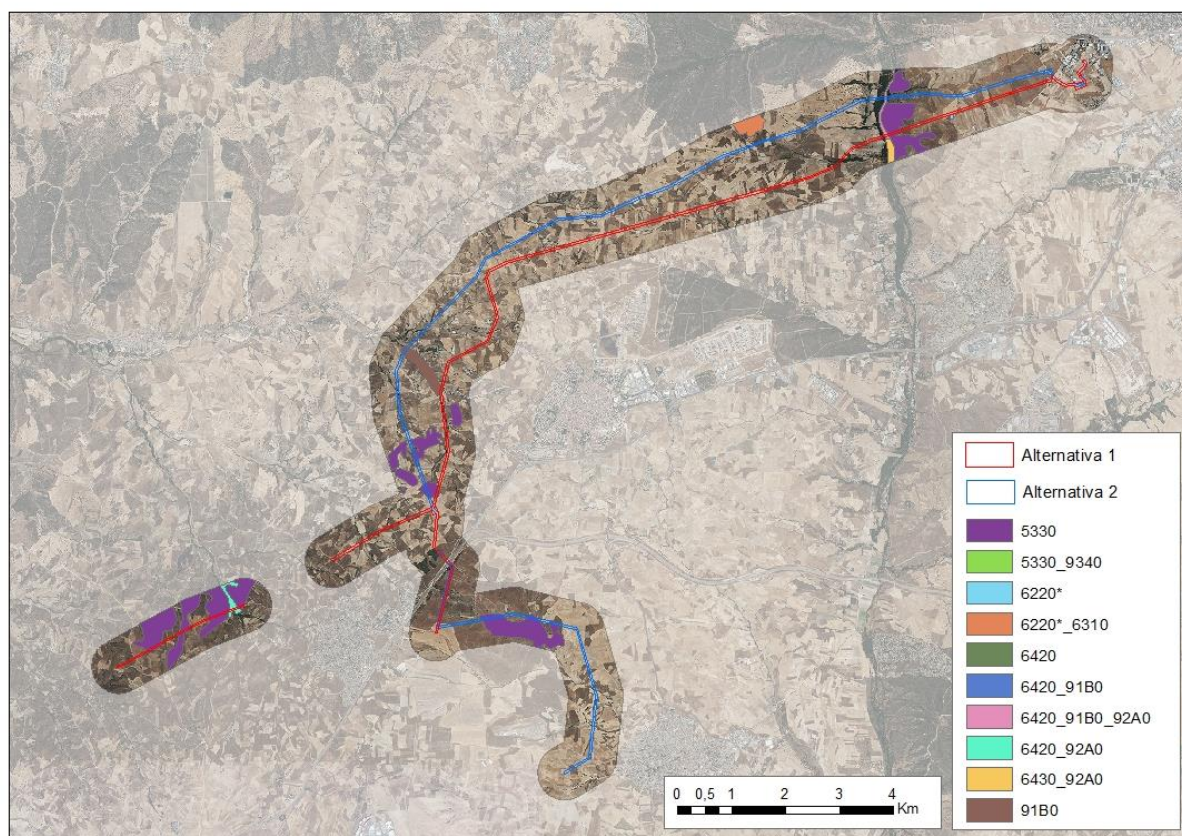 Alternativa 1
Alternativa 2
5330
5330_9340
6220*
6220*_6310
6420
6420_91B0
6420_91B0_92A0
6420_92A0
6430_92A0
91B0
0 0,5 1 2 3 4
Km